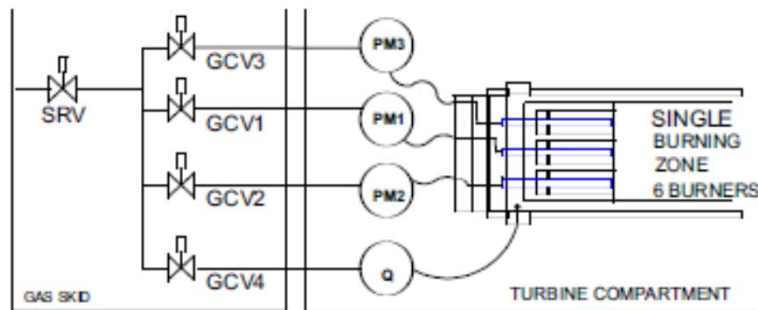 PM3
GCV3
SRV
SINGLE
PM1
GCV1
BURNING
ZONE
PM2
6 BURNERS
GCV2
Q
GCV4
GAS SKID
TURBINE COMPARTMENT